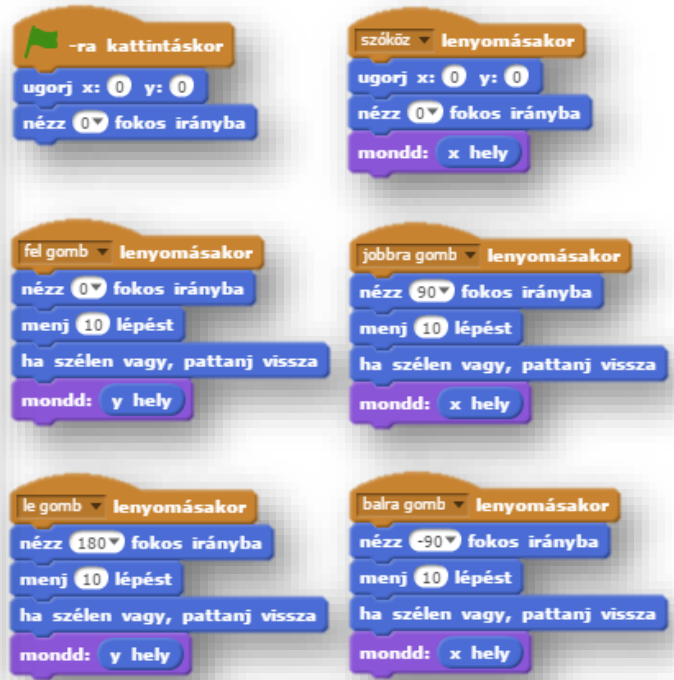 -ra kattintáskor
ugorj x: 0 y: 0
nézz 0 fokos irányba
szóköz lenyomásakor
ugorj x: 0 y: 0
nézz 0 fokos irányba
mondd: x hely
fel gomb lenyomásakor
nézz 0 fokos irányba
menj 10 lépést
ha szélen vagy, pattanj vissza
mondd: y hely
jobbra gomb lenyomásakor
nézz 90 fokos irányba
menj 10 lépést
ha szélen vagy, pattanj vissza
mondd: x hely
le gomb lenyomásakor
nézz 180 fokos irányba
menj 10 lépést
ha szélen vagy, pattanj vissza
mondd: y hely
balra gomb lenyomásakor
nézz -90 fokos irányba
menj 10 lépést
ha szélen vagy, pattanj vissza
mondd: x hely